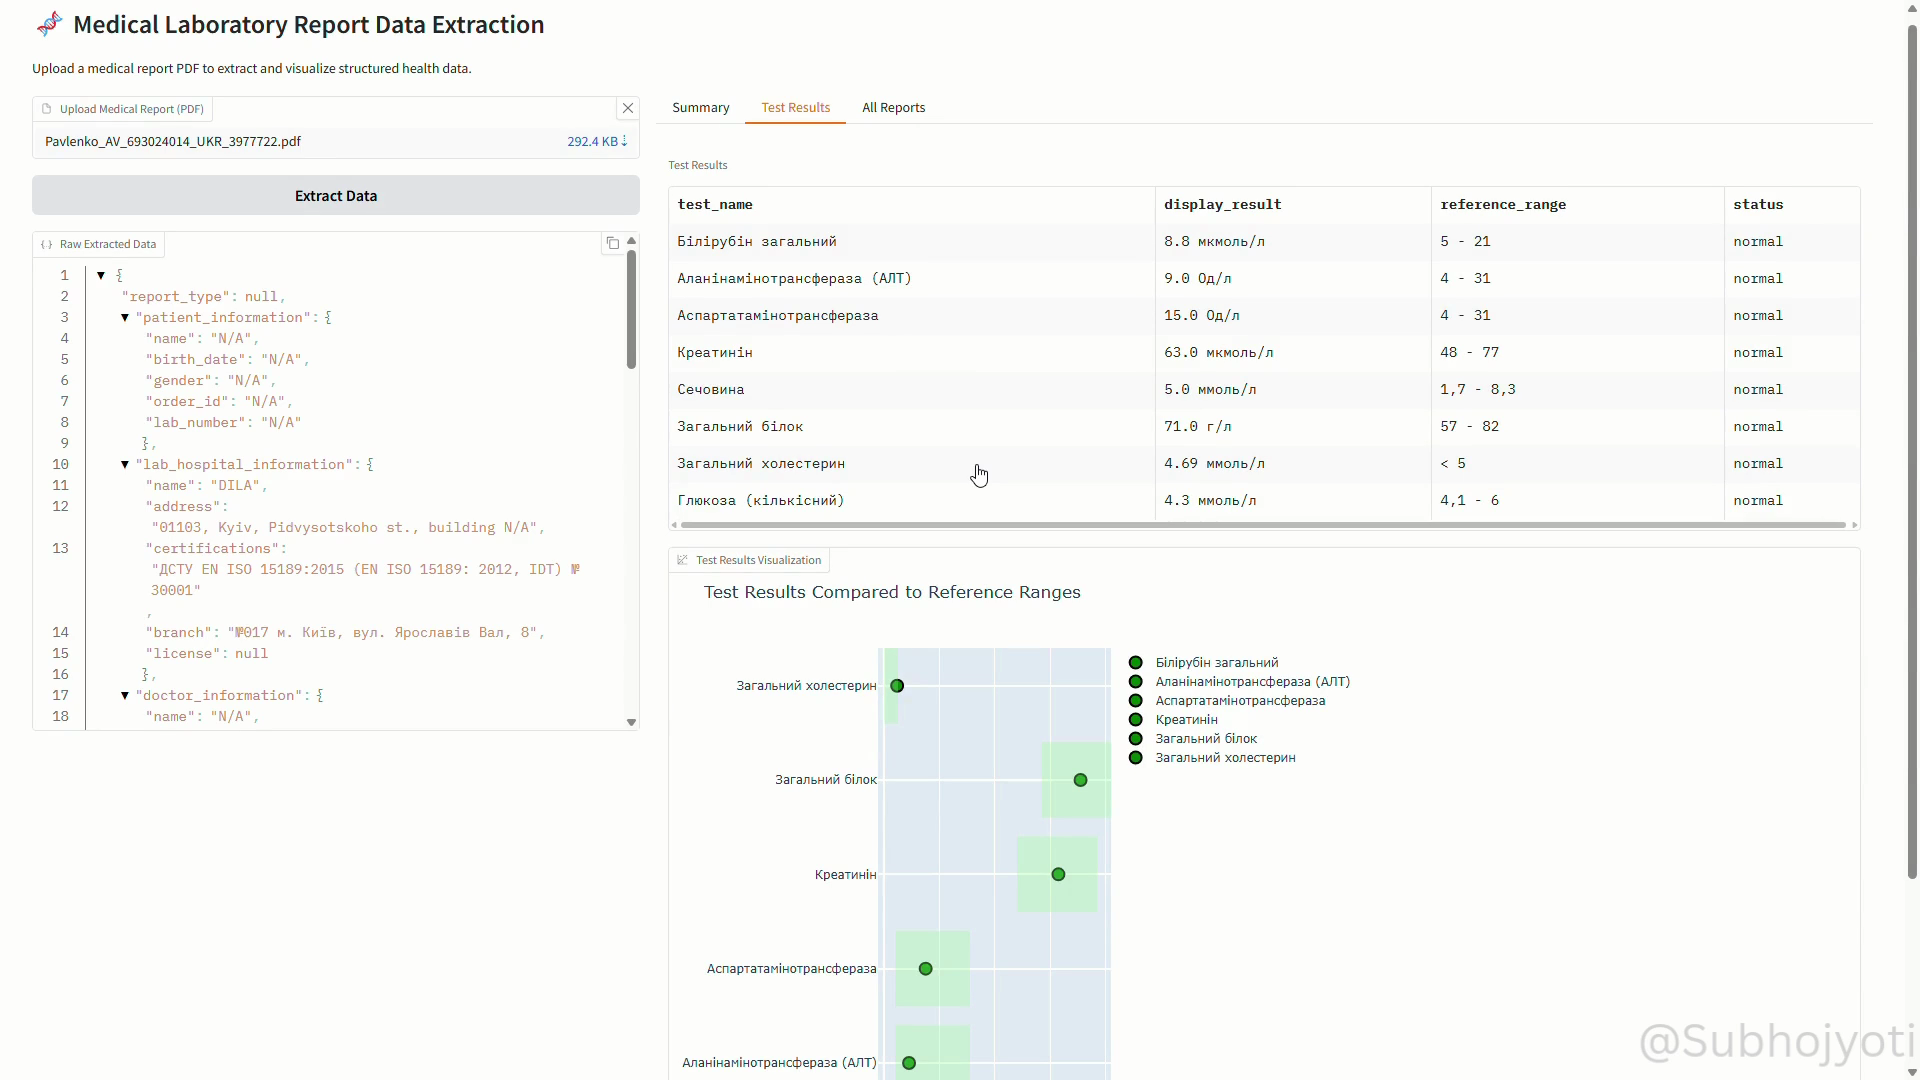 Medical Laboratory Report Data Extraction
Upload a medical report PDF to extract and visualize structured health data.
Upload Medical Report (PDF)
Pavlenko_AV_693024014_UKR_3977722.pdf 292.4 KB ⇣
Extract Data
{ } Raw Extracted Data
1 ▼ {
2 "report_type": null,
3 ▼ "patient_information": {
4 "name": "N/A",
5 "birth_date": "N/A",
6 "gender": "N/A",
7 "order_id": "N/A",
8 "lab_number": "N/A"
9 },
10 ▼ "lab_hospital_information": {
11 "name": "DILA",
12 "address":
"01103, Kyiv, Pidvysotskoho st., building N/A",
13 "certifications":
"ДСТУ EN ISO 15189:2015 (EN ISO 15189: 2012, IDT) №
30001"
,
14 "branch": "№017 м. Київ, вул. Ярославів Вал, 8",
15 "license": null
16 },
17 ▼ "doctor_information": {
18 "name": "N/A",
Summary Test Results All Reports
Test Results
test_name display_result reference_range status
Білірубін загальний 8.8 мкмоль/л 5 - 21 normal
Аланінамінотрансфераза (АЛТ) 9.0 Од/л 4 - 31 normal
Аспартатамінотрансфераза 15.0 Од/л 4 - 31 normal
Креатинін 63.0 мкмоль/л 48 - 77 normal
Сечовина 5.0 ммоль/л 1,7 - 8,3 normal
Загальний білок 71.0 г/л 57 - 82 normal
Загальний холестерин 4.69 ммоль/л < 5 normal
Глюкоза (кількісний) 4.3 ммоль/л 4,1 - 6 normal
Test Results Visualization
Test Results Compared to Reference Ranges
Загальний холестерин
Загальний білок
Креатинін
Аспартатамінотрансфераза
Аланінамінотрансфераза (АЛТ)
Білірубін загальний
Аланінамінотрансфераза (АЛТ)
Аспартатамінотрансфераза
Креатинін
Загальний білок
Загальний холестерин
@Subhojyoti